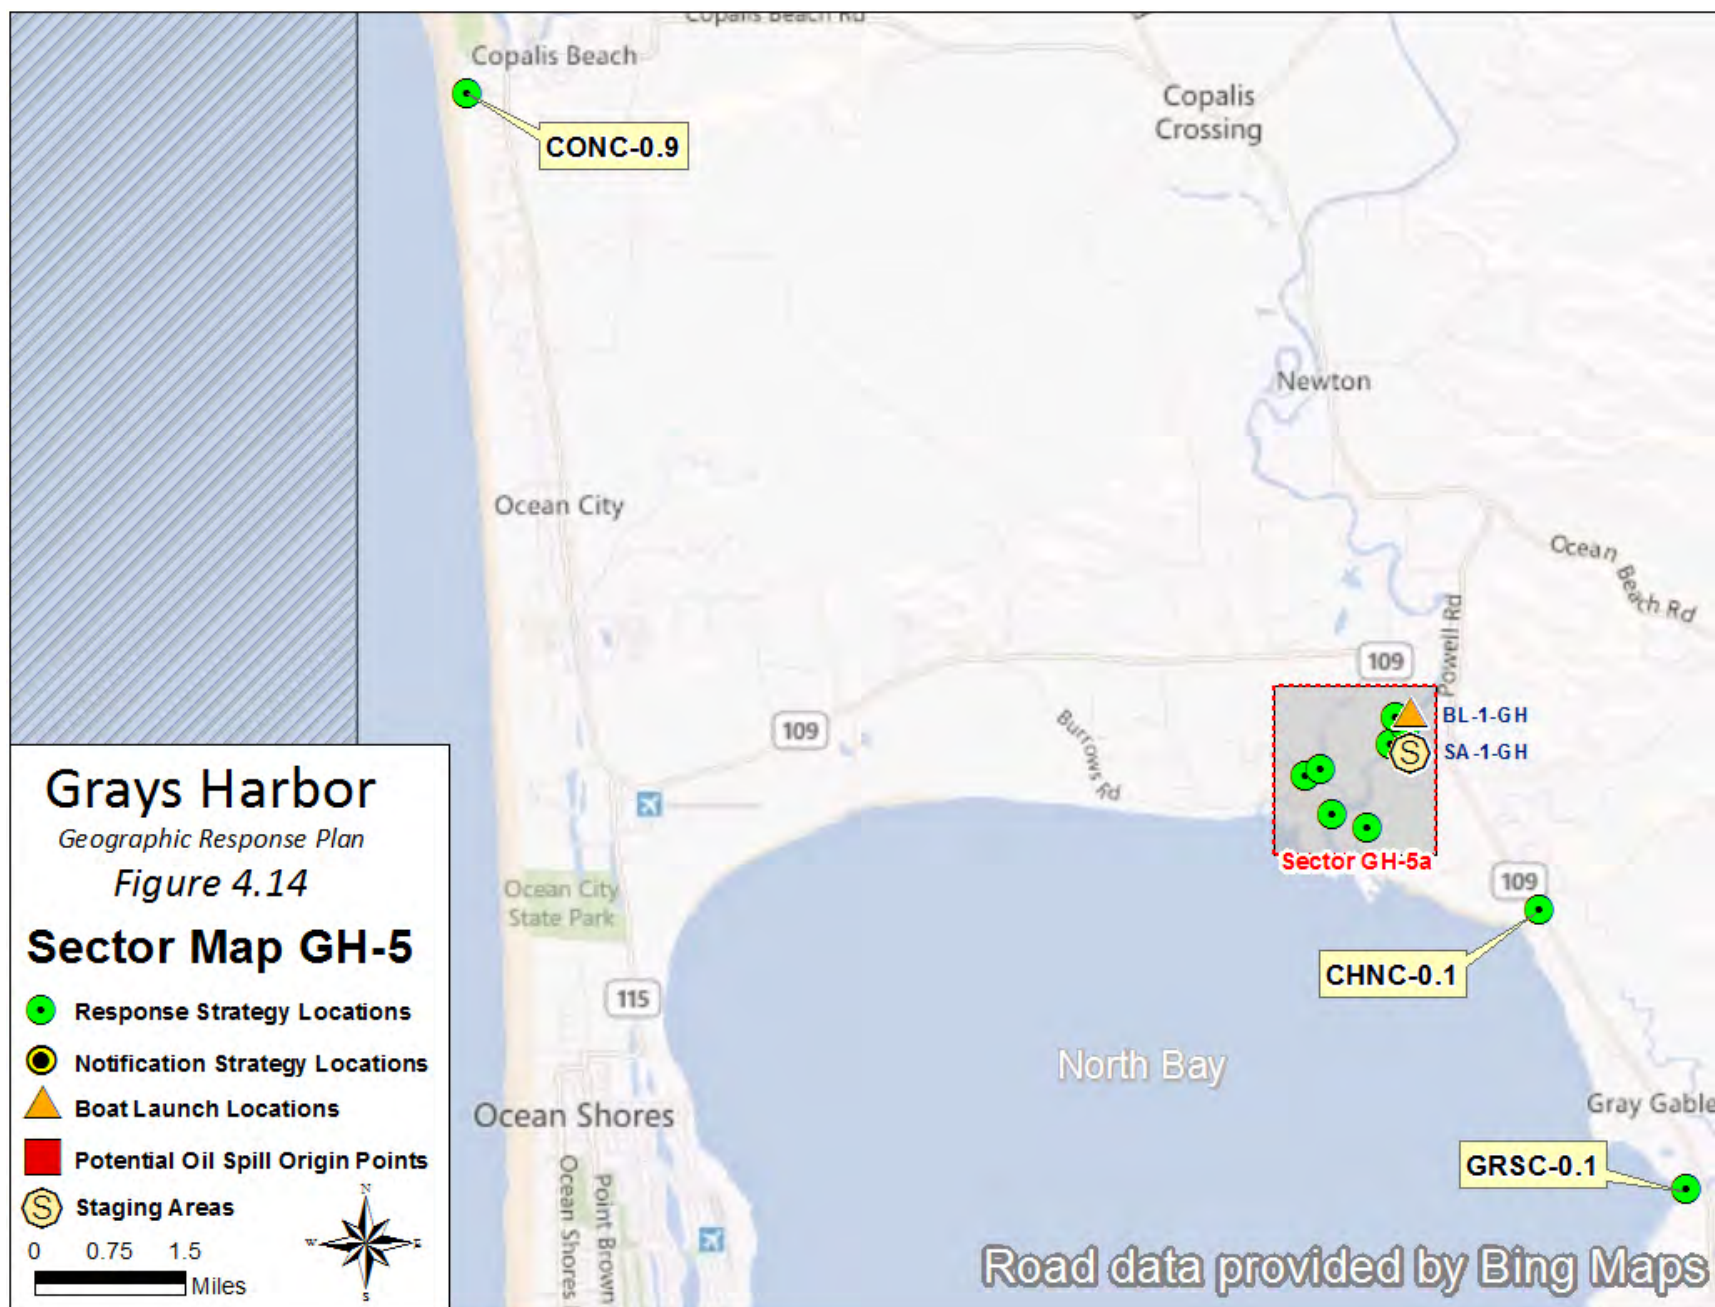 Copalis Beach Rd
Copalis Beach
CONC-0.9
Copalis
Crossing
Newton
Ocean City
Ocean
Beach Rd
Powell Rd
109
109
Burrows Rd
BL-1-GH
SA-1-GH
S
Sector GH-5a
109
CHNC-0.1
Ocean City
State Park
115
North Bay
Gray Gable
GRSC-0.1
Ocean Shores
Ocean Shores
Point Brown
Grays Harbor
Geographic Response Plan
Figure 4.14
Sector Map GH-5
Response Strategy Locations
Notification Strategy Locations
Boat Launch Locations
Potential Oil Spill Origin Points
S Staging Areas
0 0.75 1.5
Miles
N
W E
S
Road data provided by Bing Maps